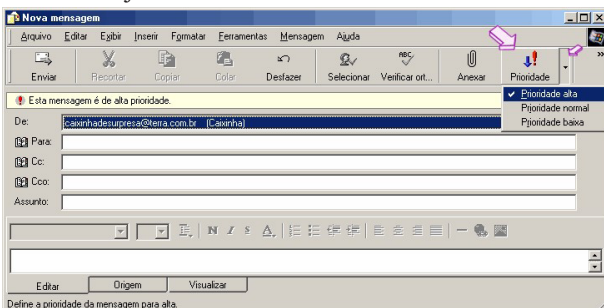 Nova mensagem
Arquivo Editar Exibir Inserir Formatar Ferramentas Mensagem Ajuda
Enviar Recortar Copiar Colar Desfazer Selecionar Verificar ort... Anexar Prioridade
Esta mensagem é de alta prioridade.
Prioridade alta
Prioridade normal
Prioridade baixa
De: caixinhadesurpresa@terra.com.br (Caixinha)
Para:
Cc:
Cco:
Assunto:
N I S A
Editar Origem Visualizar
Define a prioridade da mensagem para alta.